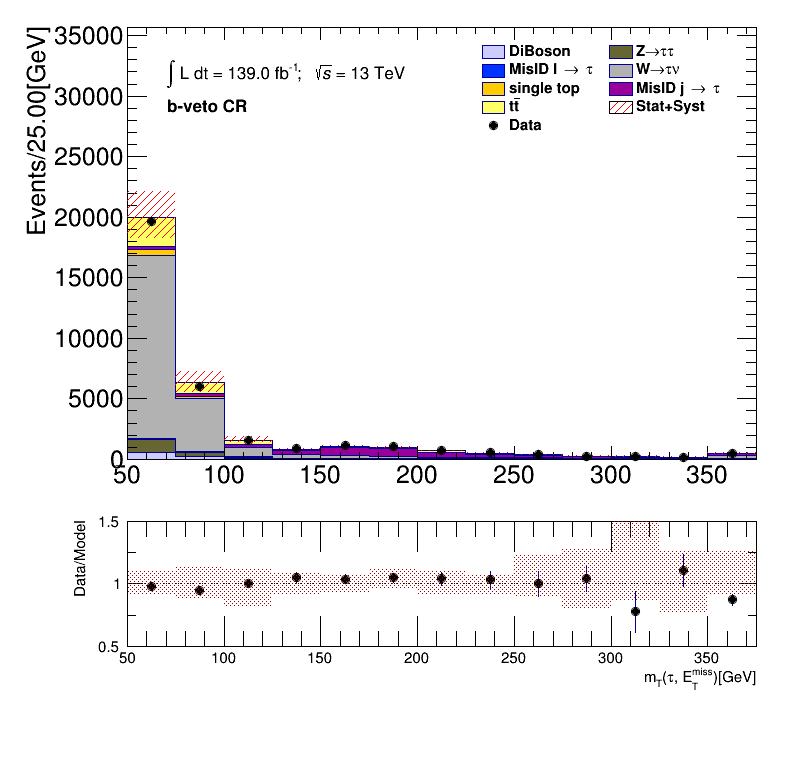 35000
30000
25000
20000
15000
10000
5000
0
Events/25.00[GeV]
∫ L dt = 139.0 fb⁻¹; √s = 13 TeV
b-veto CR
DiBoson
MisID l → τ
single top
tt̄
Data
Z→ττ
W→τν
MisID j → τ
Stat+Syst
50 100 150 200 250 300 350
Data/Model
1.5
1
0.5
50 100 150 200 250 300 350
m_T(τ, E_T^miss)[GeV]